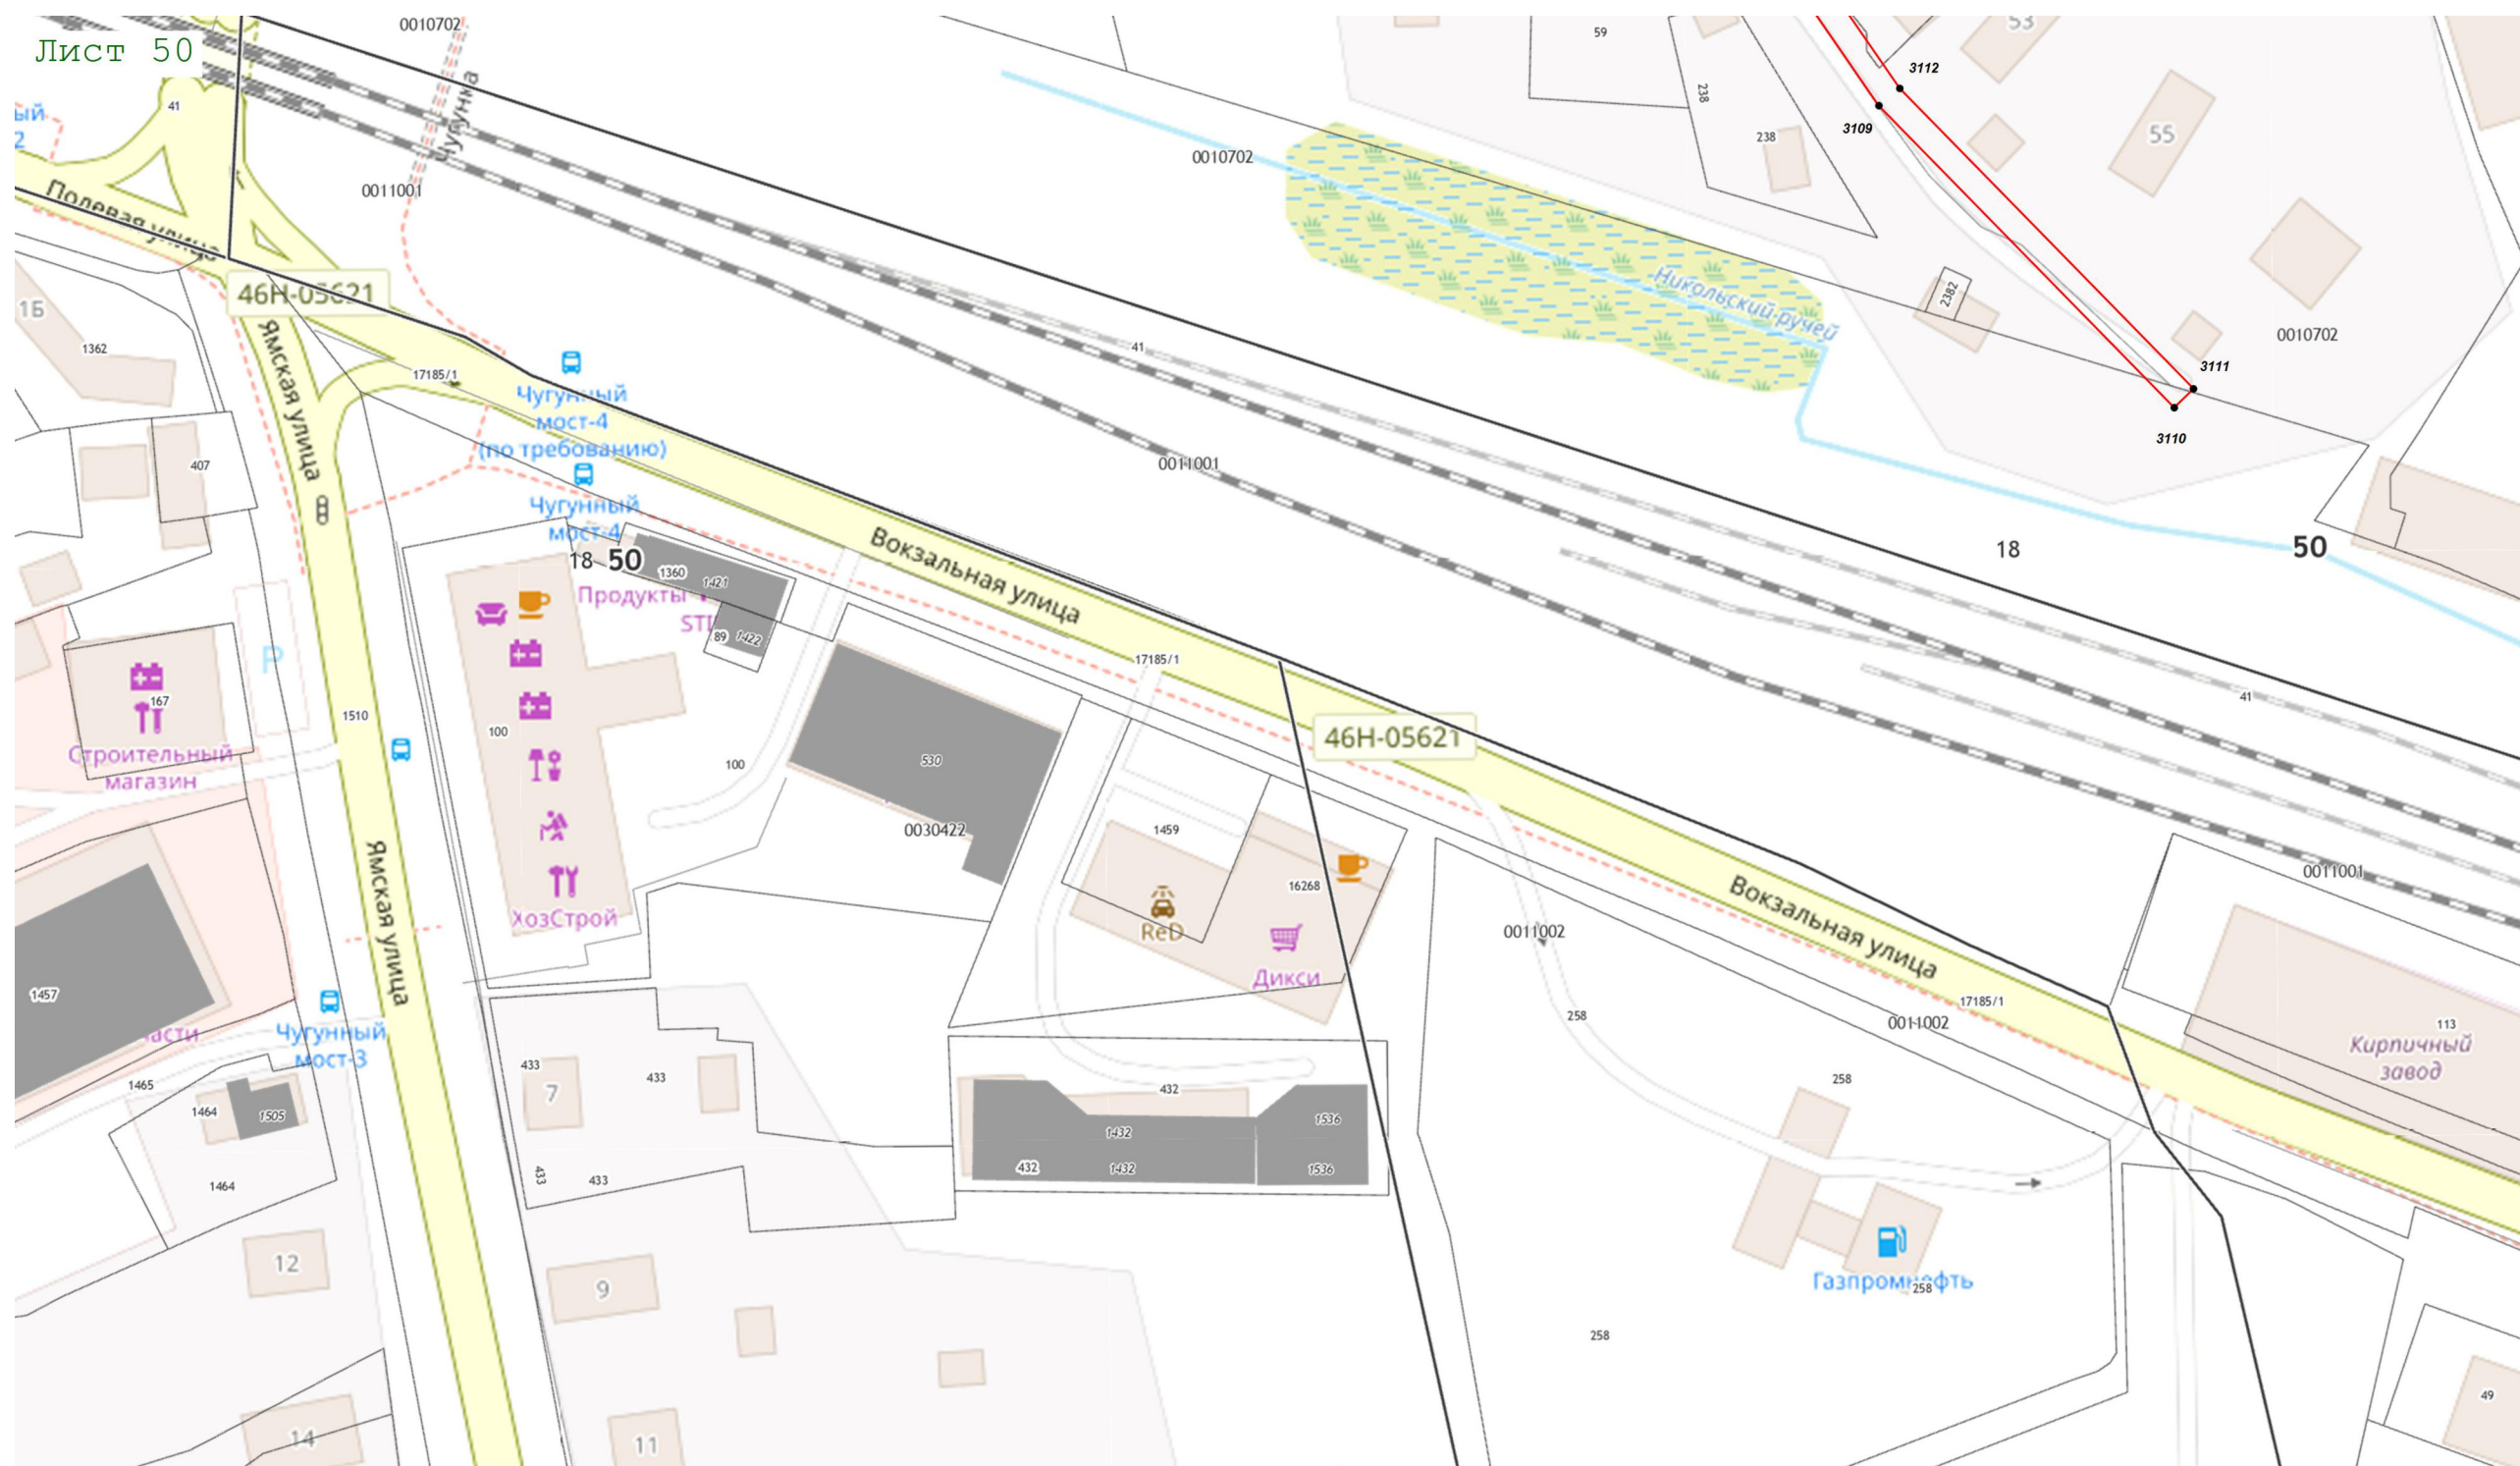 Лист 50
0010702
59
53
3112
3109
238
238
55
41
ый
2
Чугунка
0010702
0011001
Полевая улица
46Н-05621
Никольский ручей
2382
0010702
1Б
1362
Ямская улица
17185/1
41
3111
3110
Чугунный
мост-4
(по требованию)
Чугунный
мост-4
407
0011001
18 50
18 50
Вокзальная улица
1360
1421
Продукты
STI
89
1422
17185/1
41
167
1510
100
Строительный
магазин
100
530
46Н-05621
0030422
1459
16268
0011001
ХозСтрой
ReD
Дикси
0011002
Вокзальная улица
Ямская улица
1457
17185/1
0011002
258
113
Кирпичный
завод
асти
Чугунный
мост-3
1465
1464
1505
1464
433
7
433
433
433
432
1432
432
1432
1536
1536
258
12
9
Газпромнефть
258
258
14
11
49